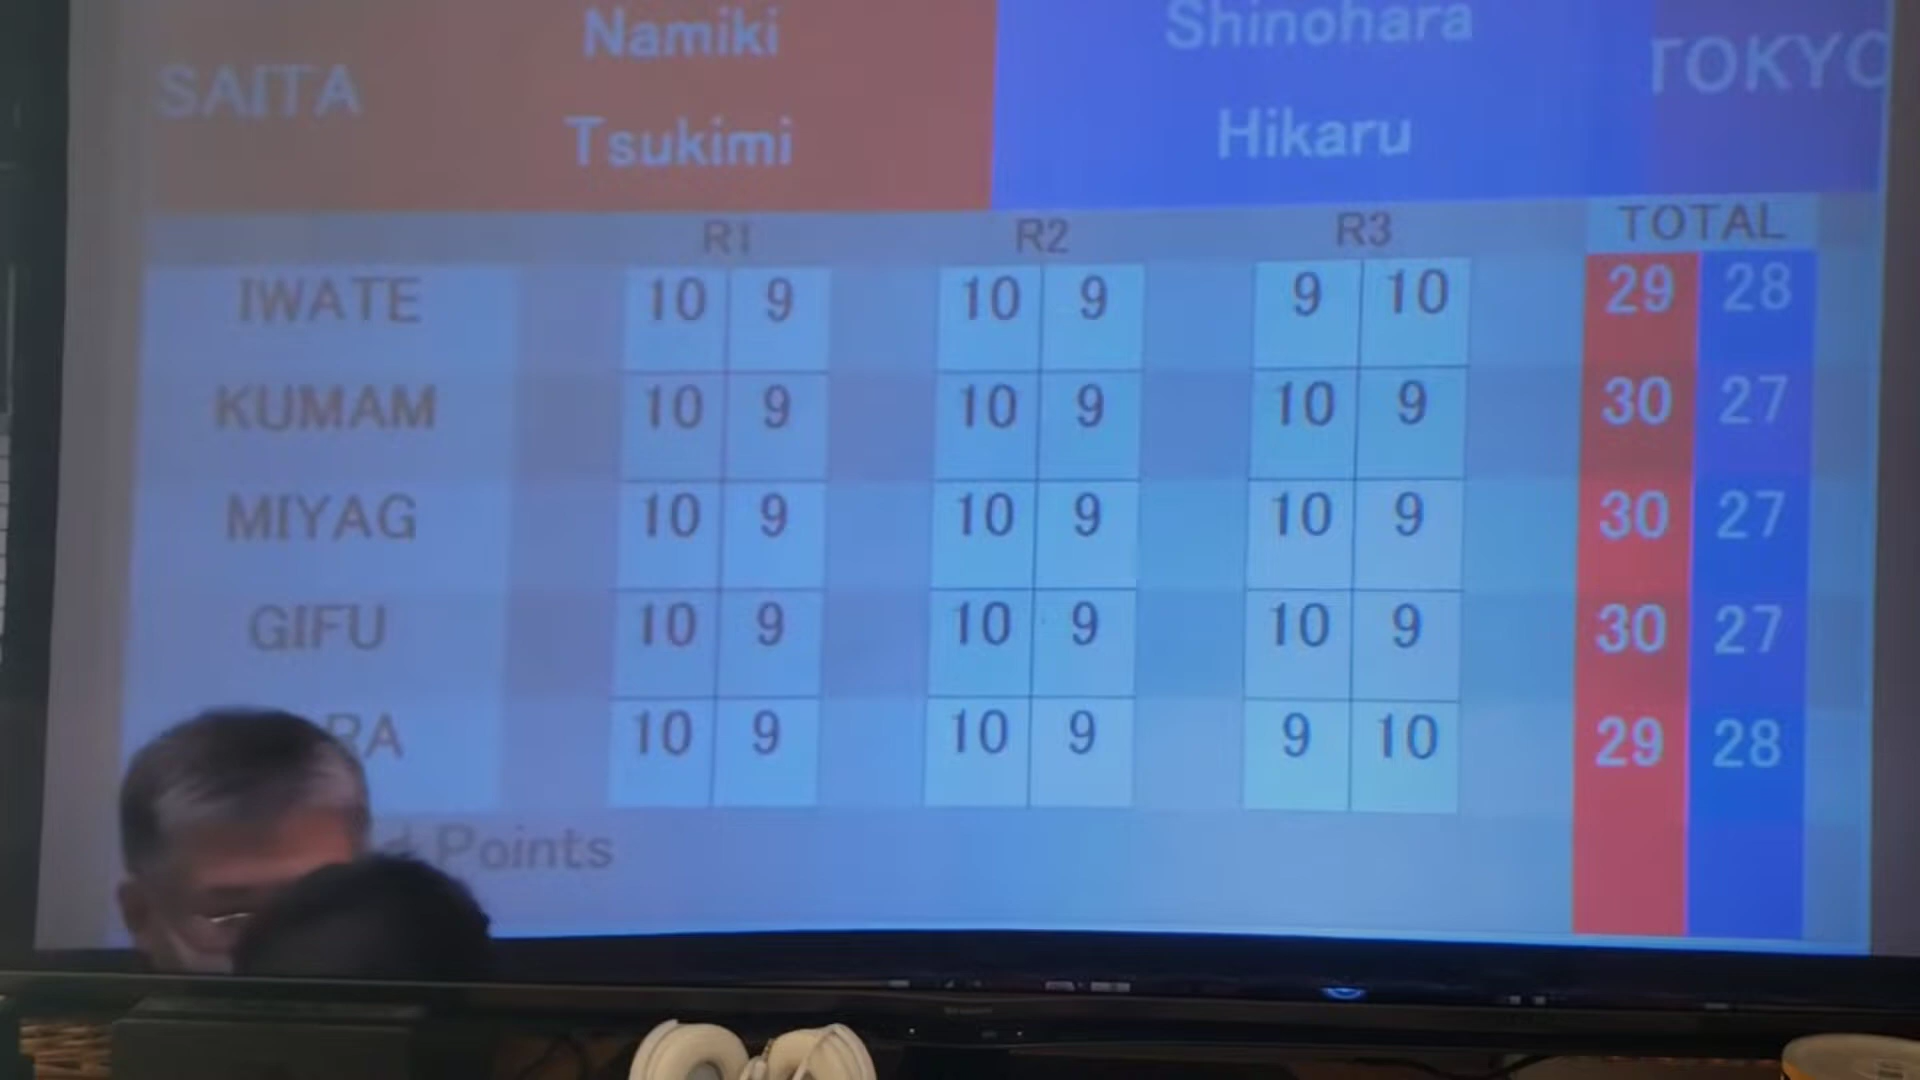 SAITA Namiki Tsukimi Shinohara Hikaru TOKYO
R1 R2 R3 TOTAL
IWATE 10 9 10 9 9 10 29 28
KUMAM 10 9 10 9 10 9 30 27
MIYAG 10 9 10 9 10 9 30 27
GIFU 10 9 10 9 10 9 30 27
RA 10 9 10 9 9 10 29 28
Points